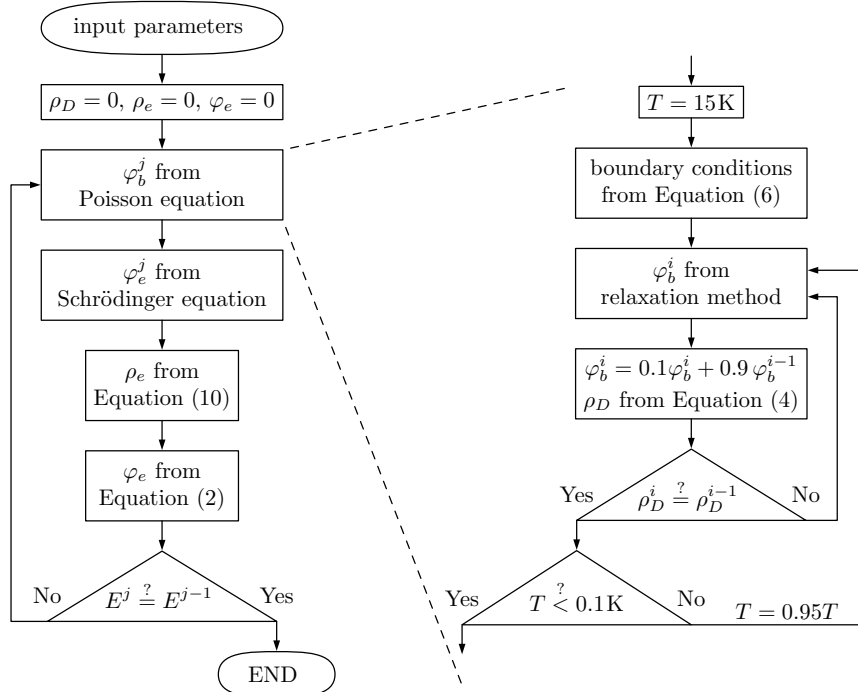 input parameters
ρ_D = 0, ρ_e = 0, φ_e = 0
φ_b^j from
Poisson equation
φ_e^j from
Schrödinger equation
ρ_e from
Equation (10)
φ_e from
Equation (2)
No
E^j ?= E^{j−1}
Yes
END
T = 15K
boundary conditions
from Equation (6)
φ_b^i from
relaxation method
φ_b^i = 0.1φ_b^i + 0.9 φ_b^{i−1}
ρ_D from Equation (4)
Yes
ρ_D^i ?= ρ_D^{i−1}
No
Yes
T ?< 0.1K
No
T = 0.95T